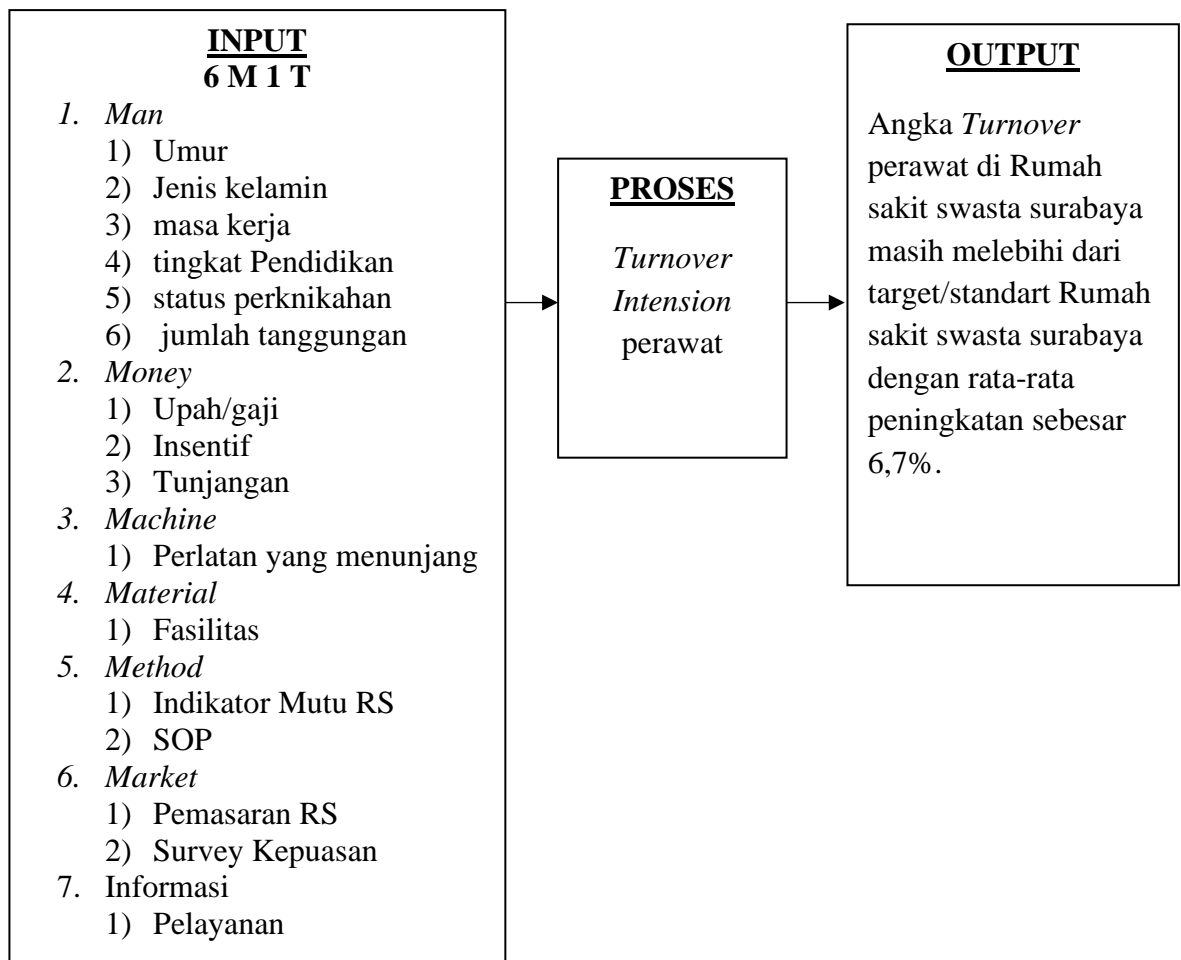 INPUT
6 M 1 T
1. Man
1) Umur
2) Jenis kelamin
3) masa kerja
4) tingkat Pendidikan
5) status perknikahan
6) jumlah tanggungan
2. Money
1) Upah/gaji
2) Insentif
3) Tunjangan
3. Machine
1) Perlatan yang menunjang
4. Material
1) Fasilitas
5. Method
1) Indikator Mutu RS
2) SOP
6. Market
1) Pemasaran RS
2) Survey Kepuasan
7. Informasi
1) Pelayanan
PROSES
Turnover
Intension
perawat
OUTPUT
Angka Turnover
perawat di Rumah
sakit swasta surabaya
masih melebihi dari
target/standart Rumah
sakit swasta surabaya
dengan rata-rata
peningkatan sebesar
6,7%.